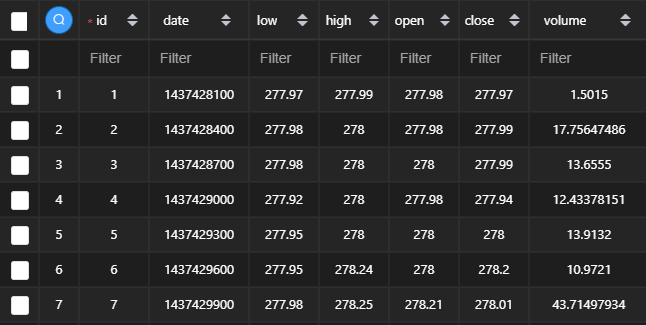 * id date low high open close volume
Filter Filter Filter Filter Filter Filter Filter
1 1 1437428100 277.97 277.99 277.98 277.97 1.5015
2 2 1437428400 277.98 278 277.98 277.99 17.75647486
3 3 1437428700 277.98 278 278 277.99 13.6555
4 4 1437429000 277.92 278 277.98 277.94 12.43378151
5 5 1437429300 277.95 278 278 278 13.9132
6 6 1437429600 277.95 278.24 278 278.2 10.9721
7 7 1437429900 277.98 278.25 278.21 278.01 43.71497934